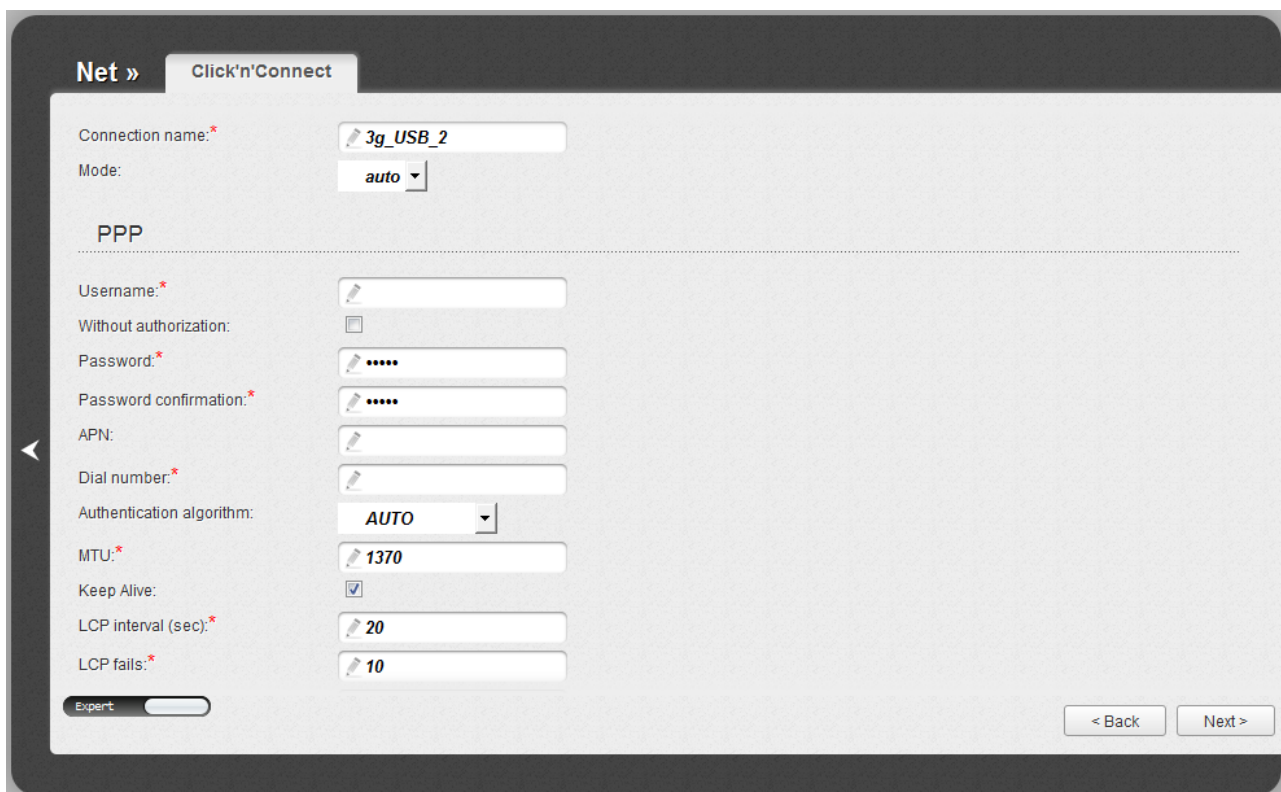 Net » Click'n'Connect
Connection name:* 3g_USB_2
Mode: auto
PPP
Username:*
Without authorization:
Password:* •••••
Password confirmation:* •••••
APN:
Dial number:*
Authentication algorithm: AUTO
MTU:* 1370
Keep Alive:
LCP interval (sec):* 20
LCP fails:* 10
Expert
< Back Next >